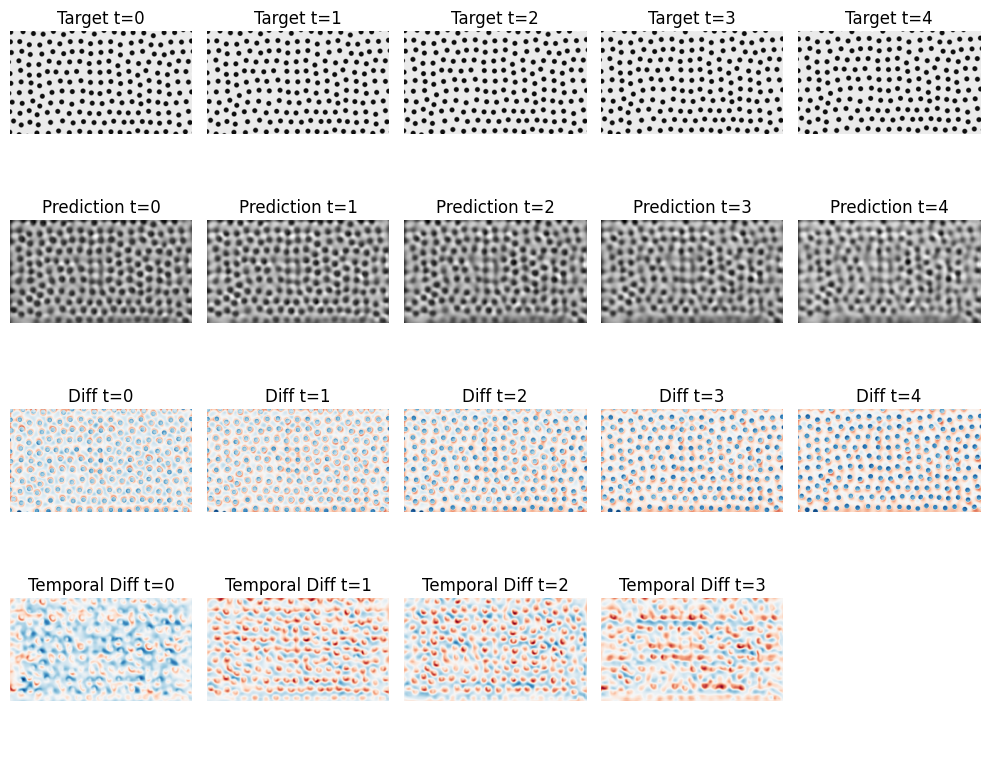 Target t=0 Target t=1 Target t=2 Target t=3 Target t=4
Prediction t=0 Prediction t=1 Prediction t=2 Prediction t=3 Prediction t=4
Diff t=0 Diff t=1 Diff t=2 Diff t=3 Diff t=4
Temporal Diff t=0 Temporal Diff t=1 Temporal Diff t=2 Temporal Diff t=3